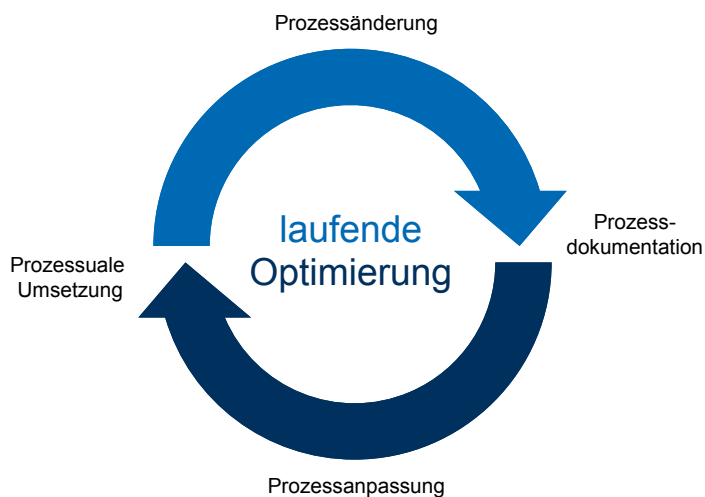 Prozessänderung
laufende
Optimierung
Prozess-
dokumentation
Prozessuale
Umsetzung
Prozessanpassung